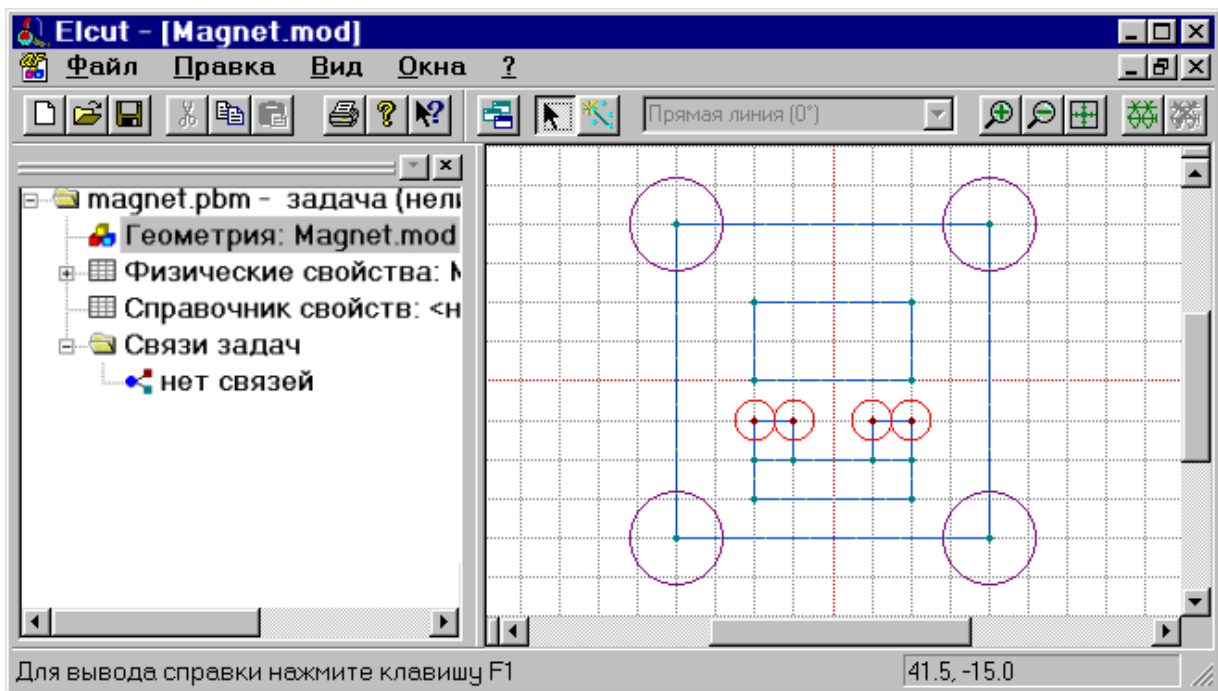 Elcut - [Magnet.mod]
Файл Правка Вид Окна ?
Прямая линия (0°)
magnet.pbm - задача (нели
Геометрия: Magnet.mod
Физические свойства: M
Справочник свойств: <н
Связи задач
нет связей
Для вывода справки нажмите клавишу F1
41.5, -15.0